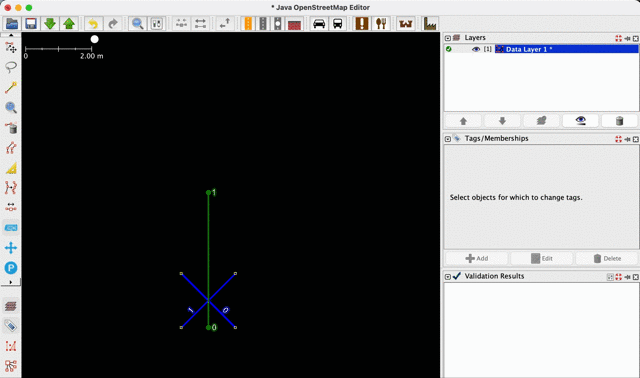 * Java OpenStreetMap Editor
0 2.00 m
Layers
[1] Data Layer 1 *
Tags/Memberships
Select objects for which to change tags.
Add Edit Delete
Validation Results
1
1 0
0